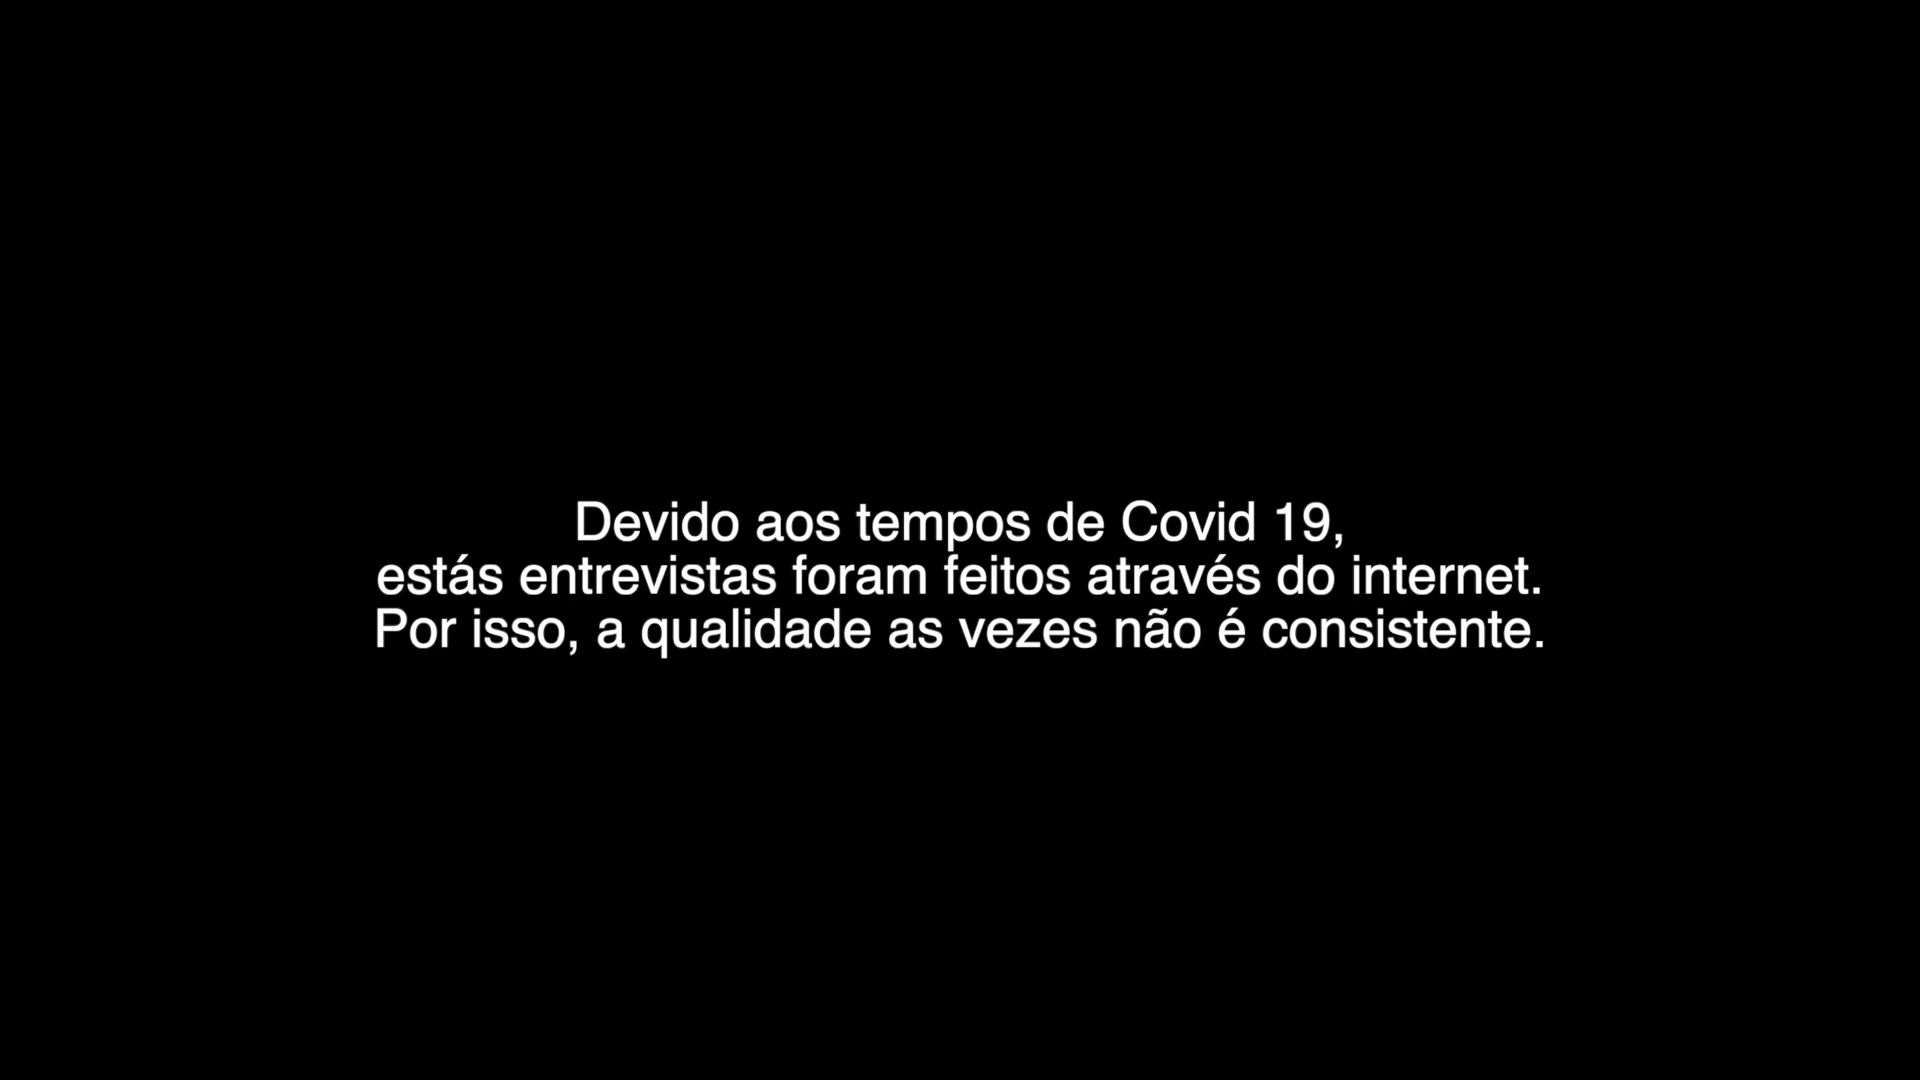 Devido aos tempos de Covid 19,
estás entrevistas foram feitos através do internet.
Por isso, a qualidade as vezes não é consistente.